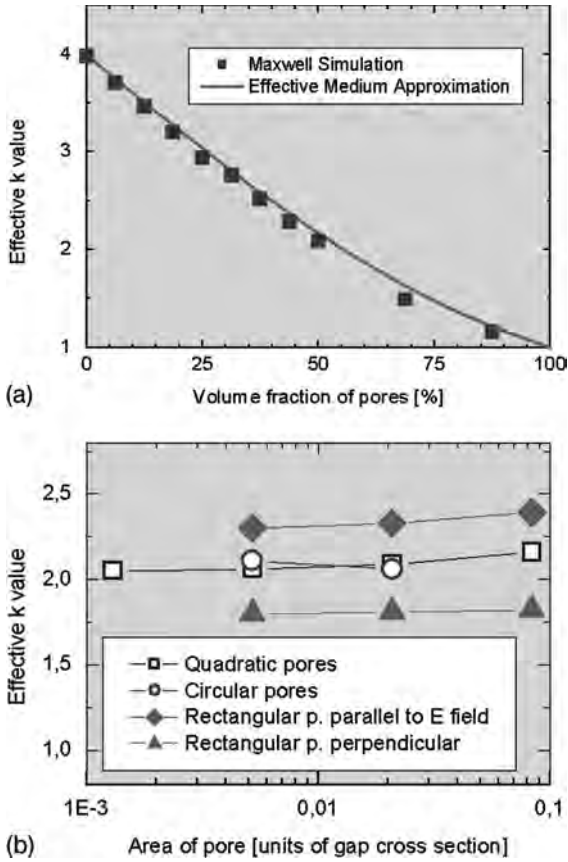 4
3
2
1
Effective k value
Maxwell Simulation
Effective Medium Approximation
0
25
50
75
100
(a)
Volume fraction of pores [%]
2,5
2,0
1,5
1,0
Effective k value
Quadratic pores
Circular pores
Rectangular p. parallel to E field
Rectangular p. perpendicular
1E-3
0,01
0,1
(b)
Area of pore [units of gap cross section]